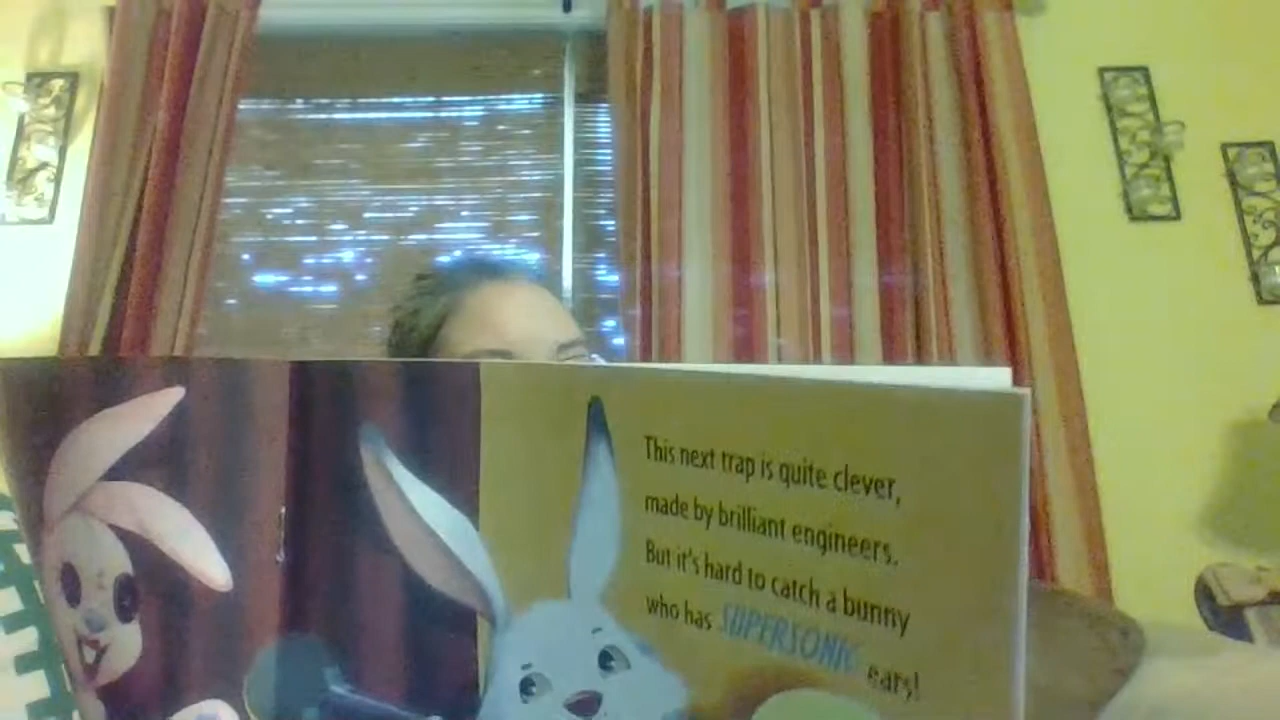 This next trap is quite clever,
made by brilliant engineers.
But it's hard to catch a bunny
who has SUPERSONIC ears!